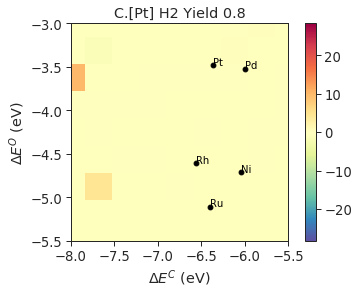 C.[Pt] H2 Yield 0.8
−3.0
−3.5
−4.0
−4.5
−5.0
−5.5
ΔE^O (eV)
Pt
Pd
Rh
Ni
Ru
−8.0 −7.5 −7.0 −6.5 −6.0 −5.5
ΔE^C (eV)
20
10
0
−10
−20